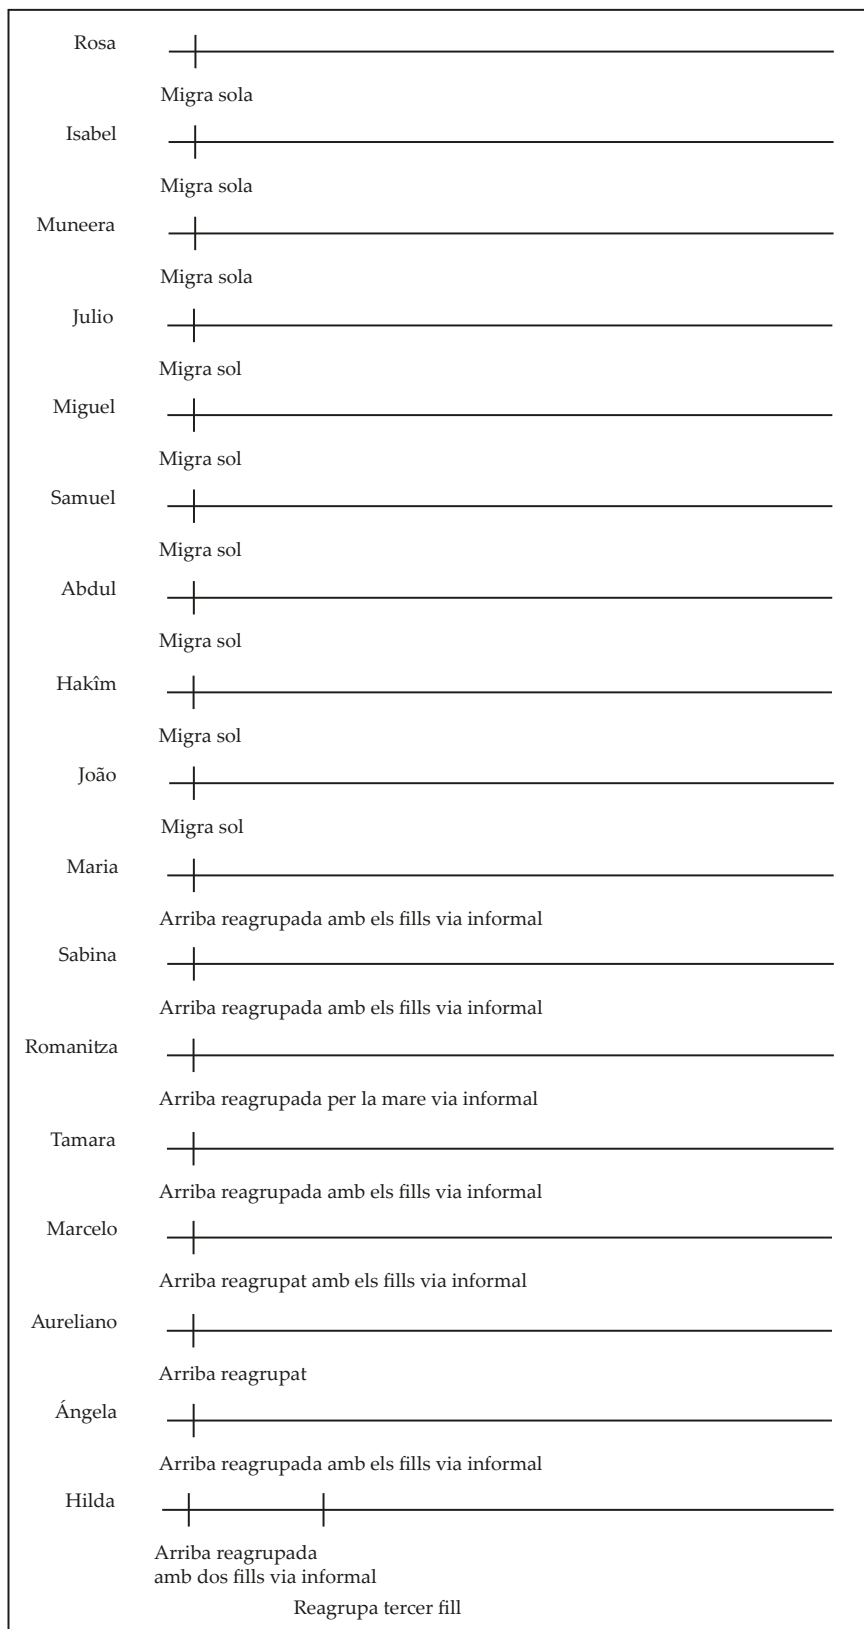 Rosa
Migra sola
Isabel
Migra sola
Muneera
Migra sola
Julio
Migra sol
Miguel
Migra sol
Samuel
Migra sol
Abdul
Migra sol
Hakîm
Migra sol
João
Migra sol
Maria
Arriba reagrupada amb els fills via informal
Sabina
Arriba reagrupada amb els fills via informal
Romanitza
Arriba reagrupada per la mare via informal
Tamara
Arriba reagrupada amb els fills via informal
Marcelo
Arriba reagrupat amb els fills via informal
Aureliano
Arriba reagrupat
Ángela
Arriba reagrupada amb els fills via informal
Hilda
Arriba reagrupada
amb dos fills via informal
Reagrupa tercer fill